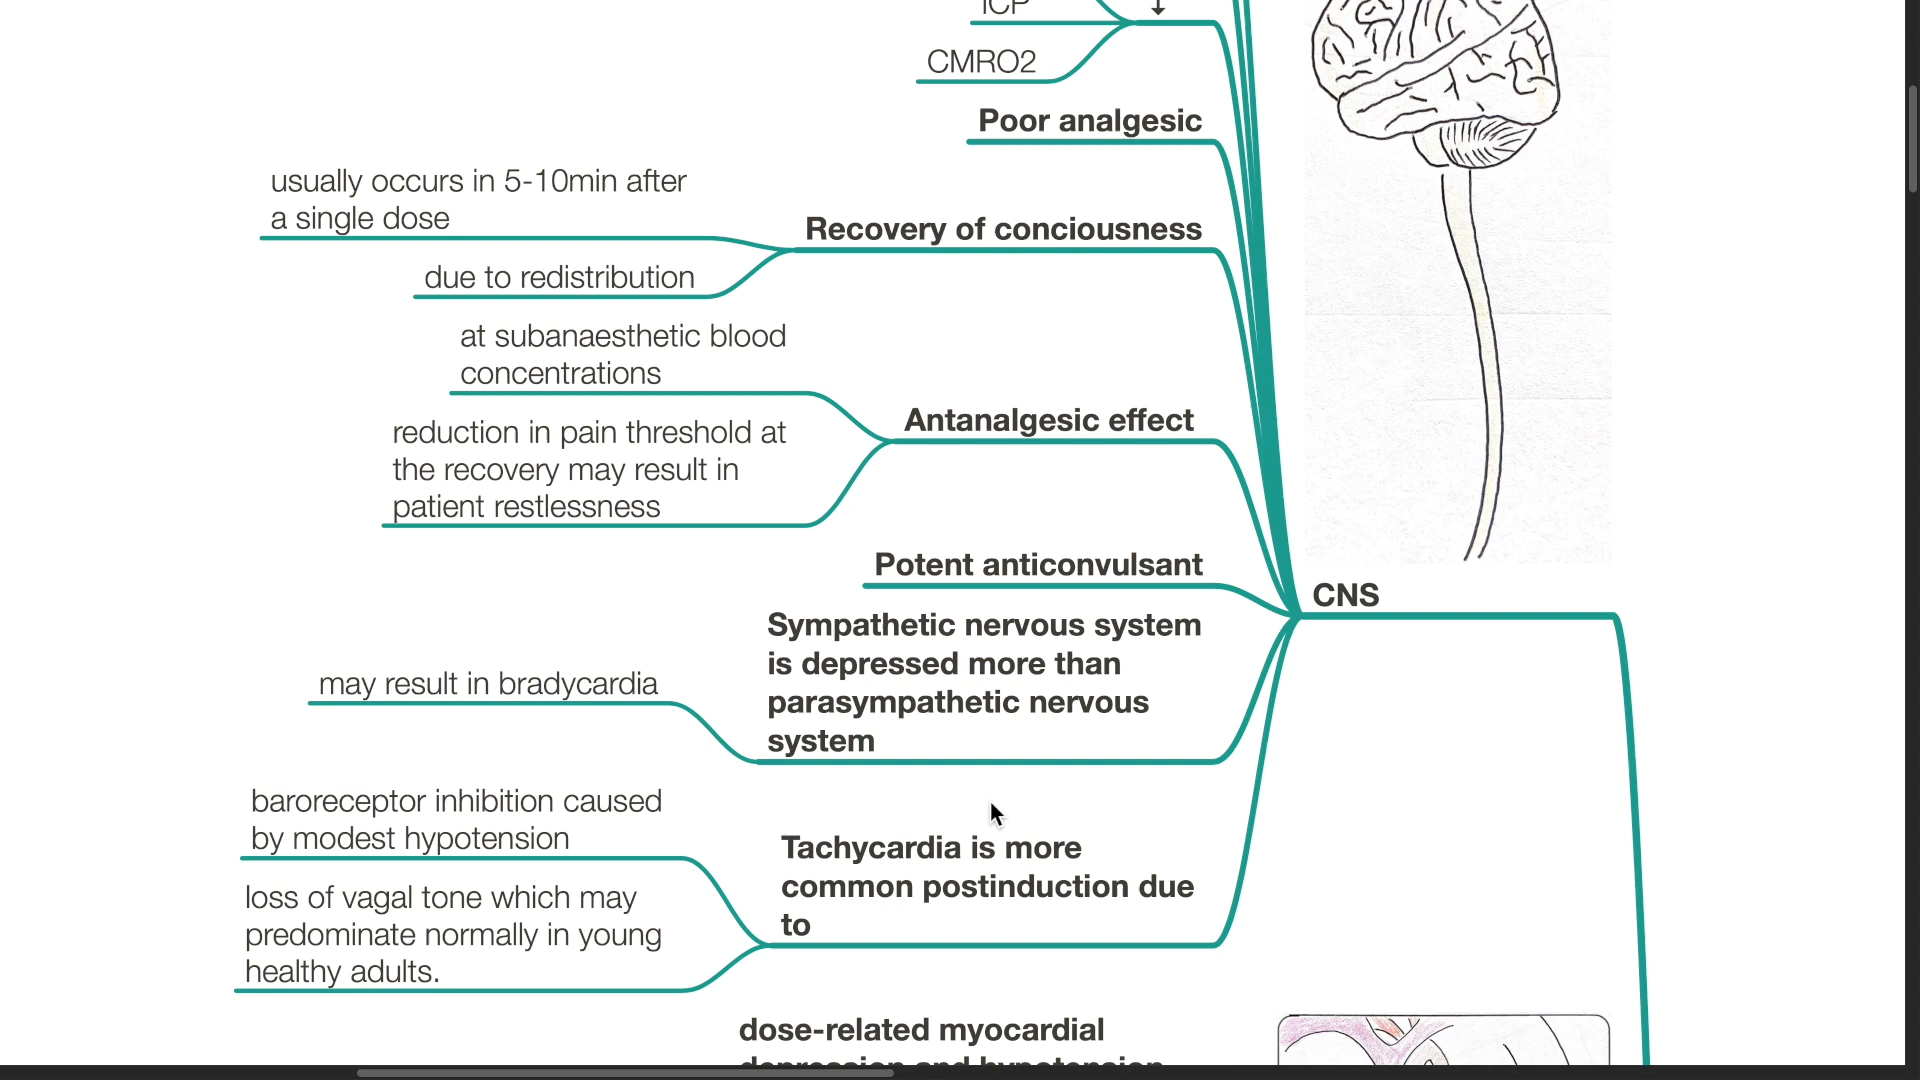 ICP
↓
CMRO2
Poor analgesic
usually occurs in 5-10min after
a single dose
Recovery of conciousness
due to redistribution
at subanaesthetic blood
concentrations
Antanalgesic effect
reduction in pain threshold at
the recovery may result in
patient restlessness
Potent anticonvulsant
CNS
Sympathetic nervous system
is depressed more than
parasympathetic nervous
system
may result in bradycardia
baroreceptor inhibition caused
by modest hypotension
Tachycardia is more
common postinduction due
to
loss of vagal tone which may
predominate normally in young
healthy adults.
dose-related myocardial
depression and hypotension